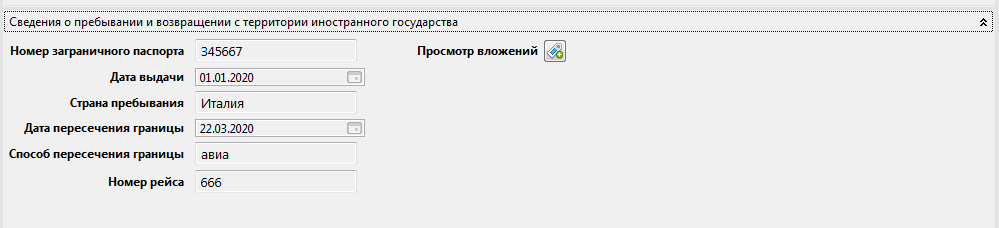 Сведения о пребывании и возвращении с территории иностранного государства
Номер заграничного паспорта 345667 Просмотр вложений
Дата выдачи 01.01.2020
Страна пребывания Италия
Дата пересечения границы 22.03.2020
Способ пересечения границы авиа
Номер рейса 666